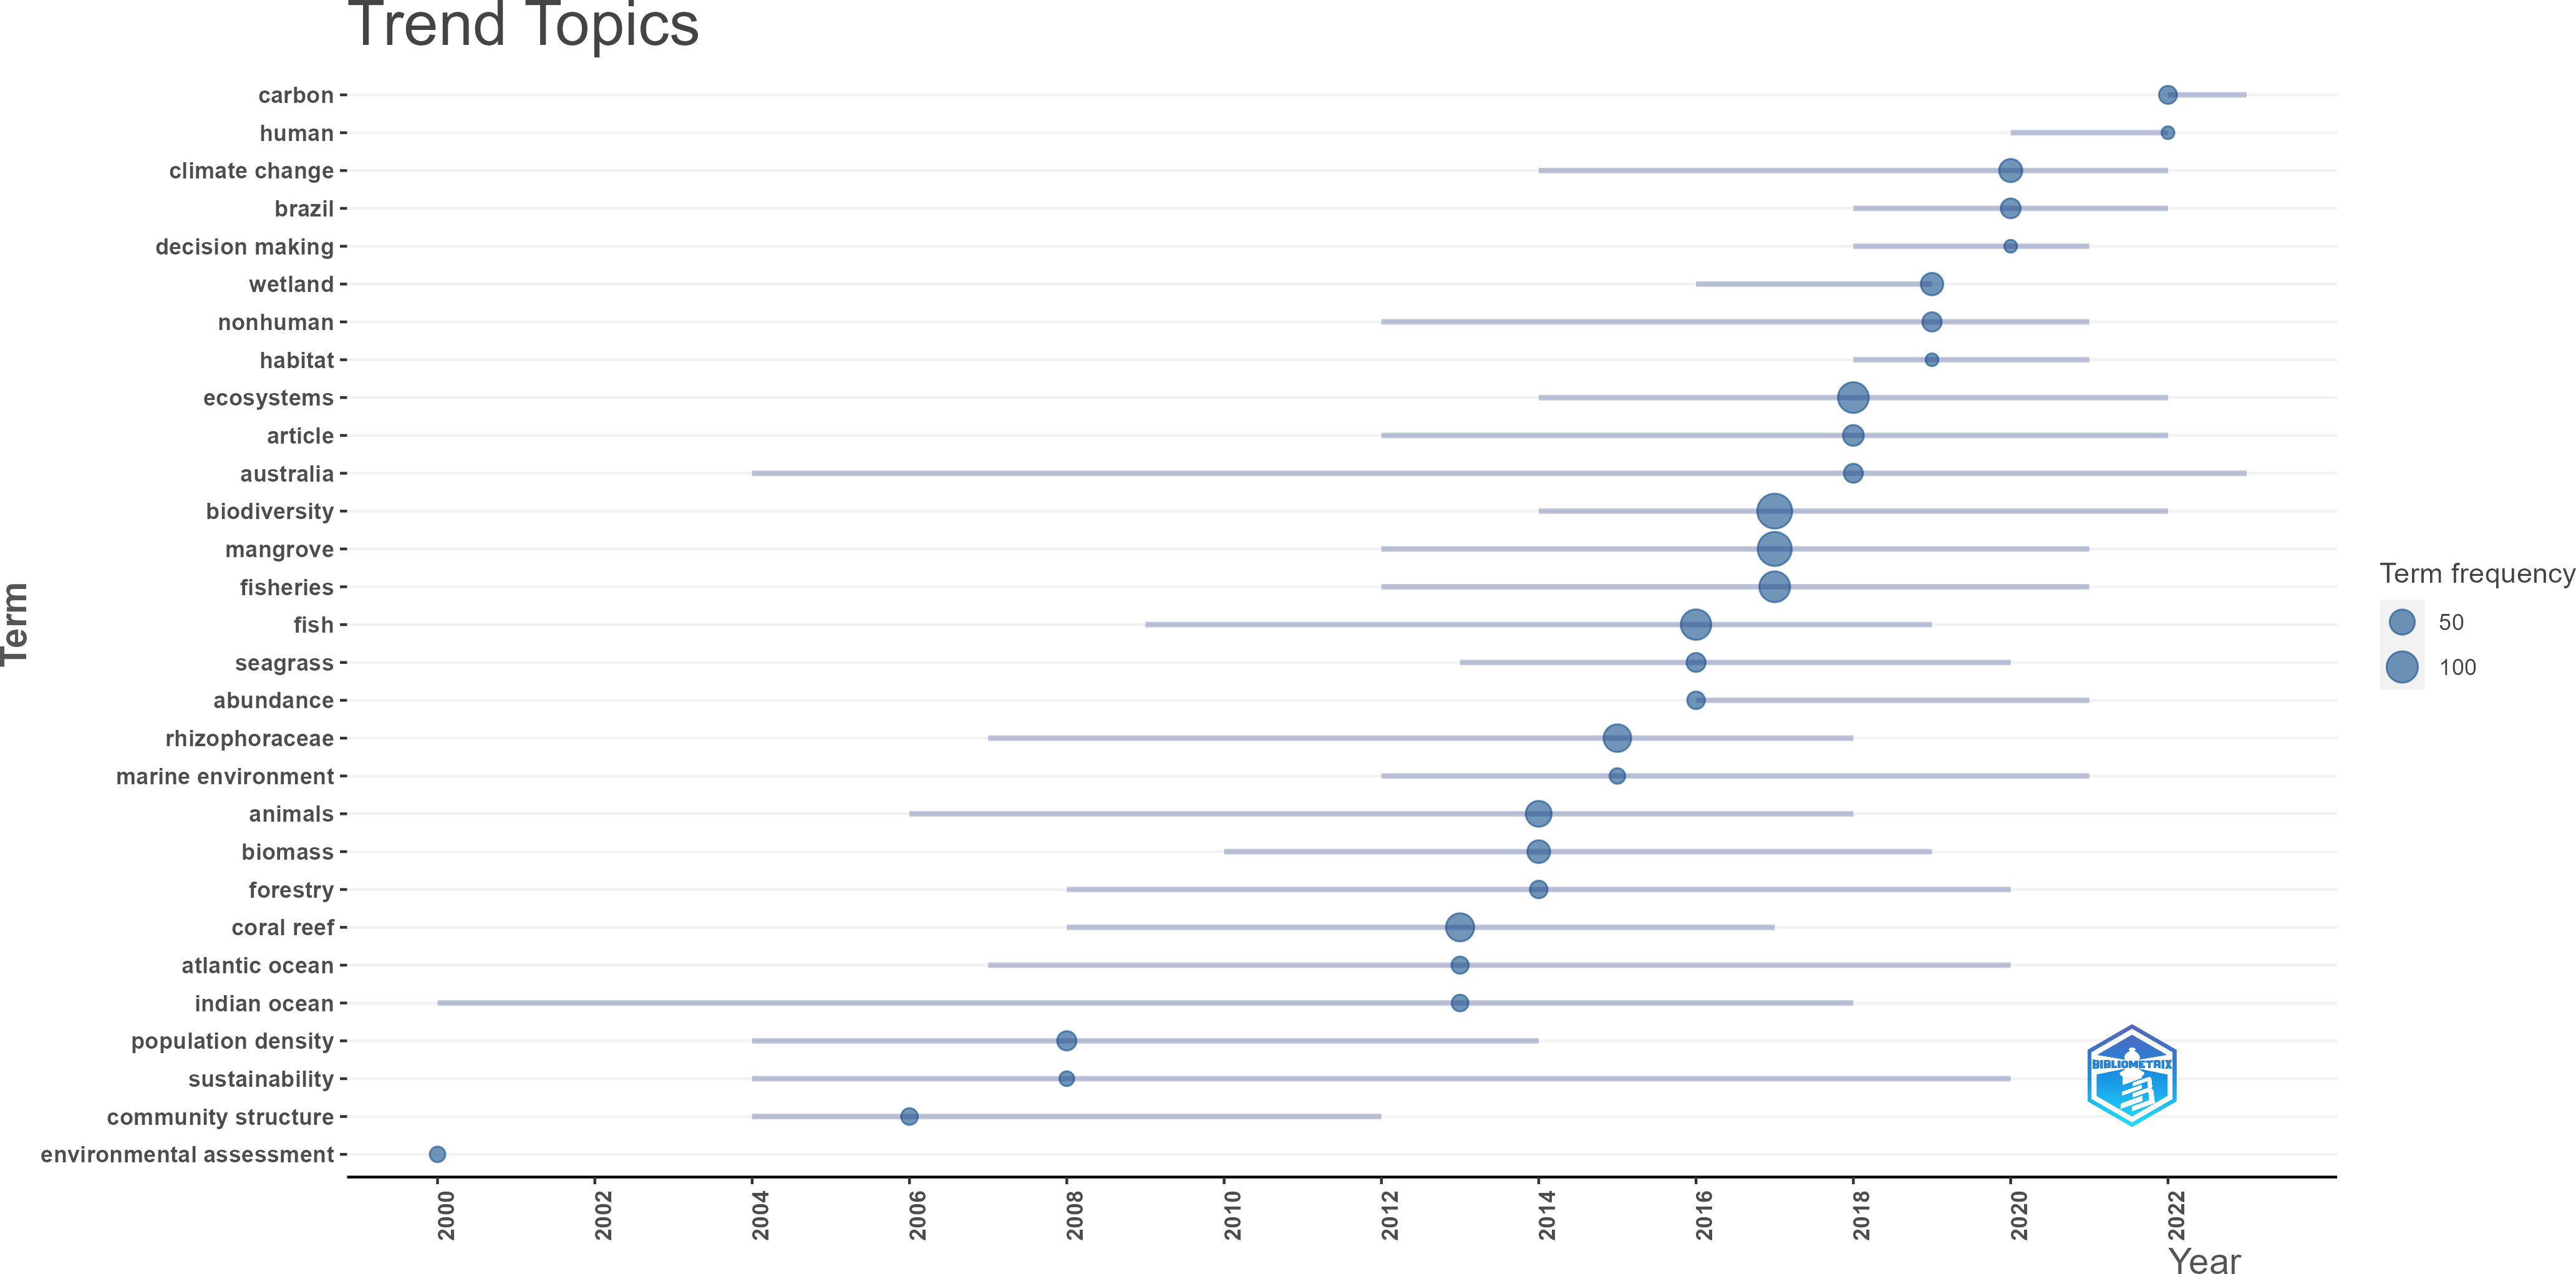 Trend Topics
carbon
human
climate change
brazil
decision making
wetland
nonhuman
habitat
ecosystems
article
australia
biodiversity
mangrove
fisheries
fish
seagrass
abundance
rhizophoraceae
marine environment
animals
biomass
forestry
coral reef
atlantic ocean
indian ocean
population density
sustainability
community structure
environmental assessment
Term
2000
2002
2004
2006
2008
2010
2012
2014
2016
2018
2020
2022
Year
Term frequency
50
100
BIBLIOMETRIX